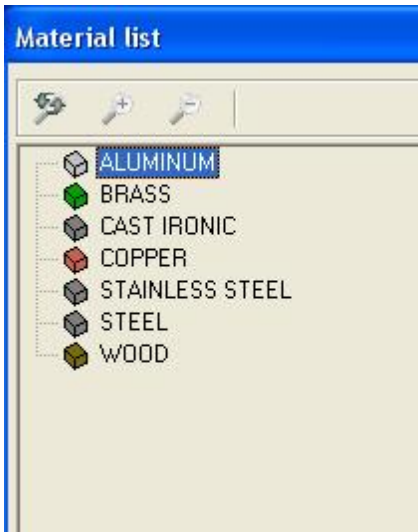 Material list
ALUMINUM
BRASS
CAST IRONIC
COPPER
STAINLESS STEEL
STEEL
WOOD